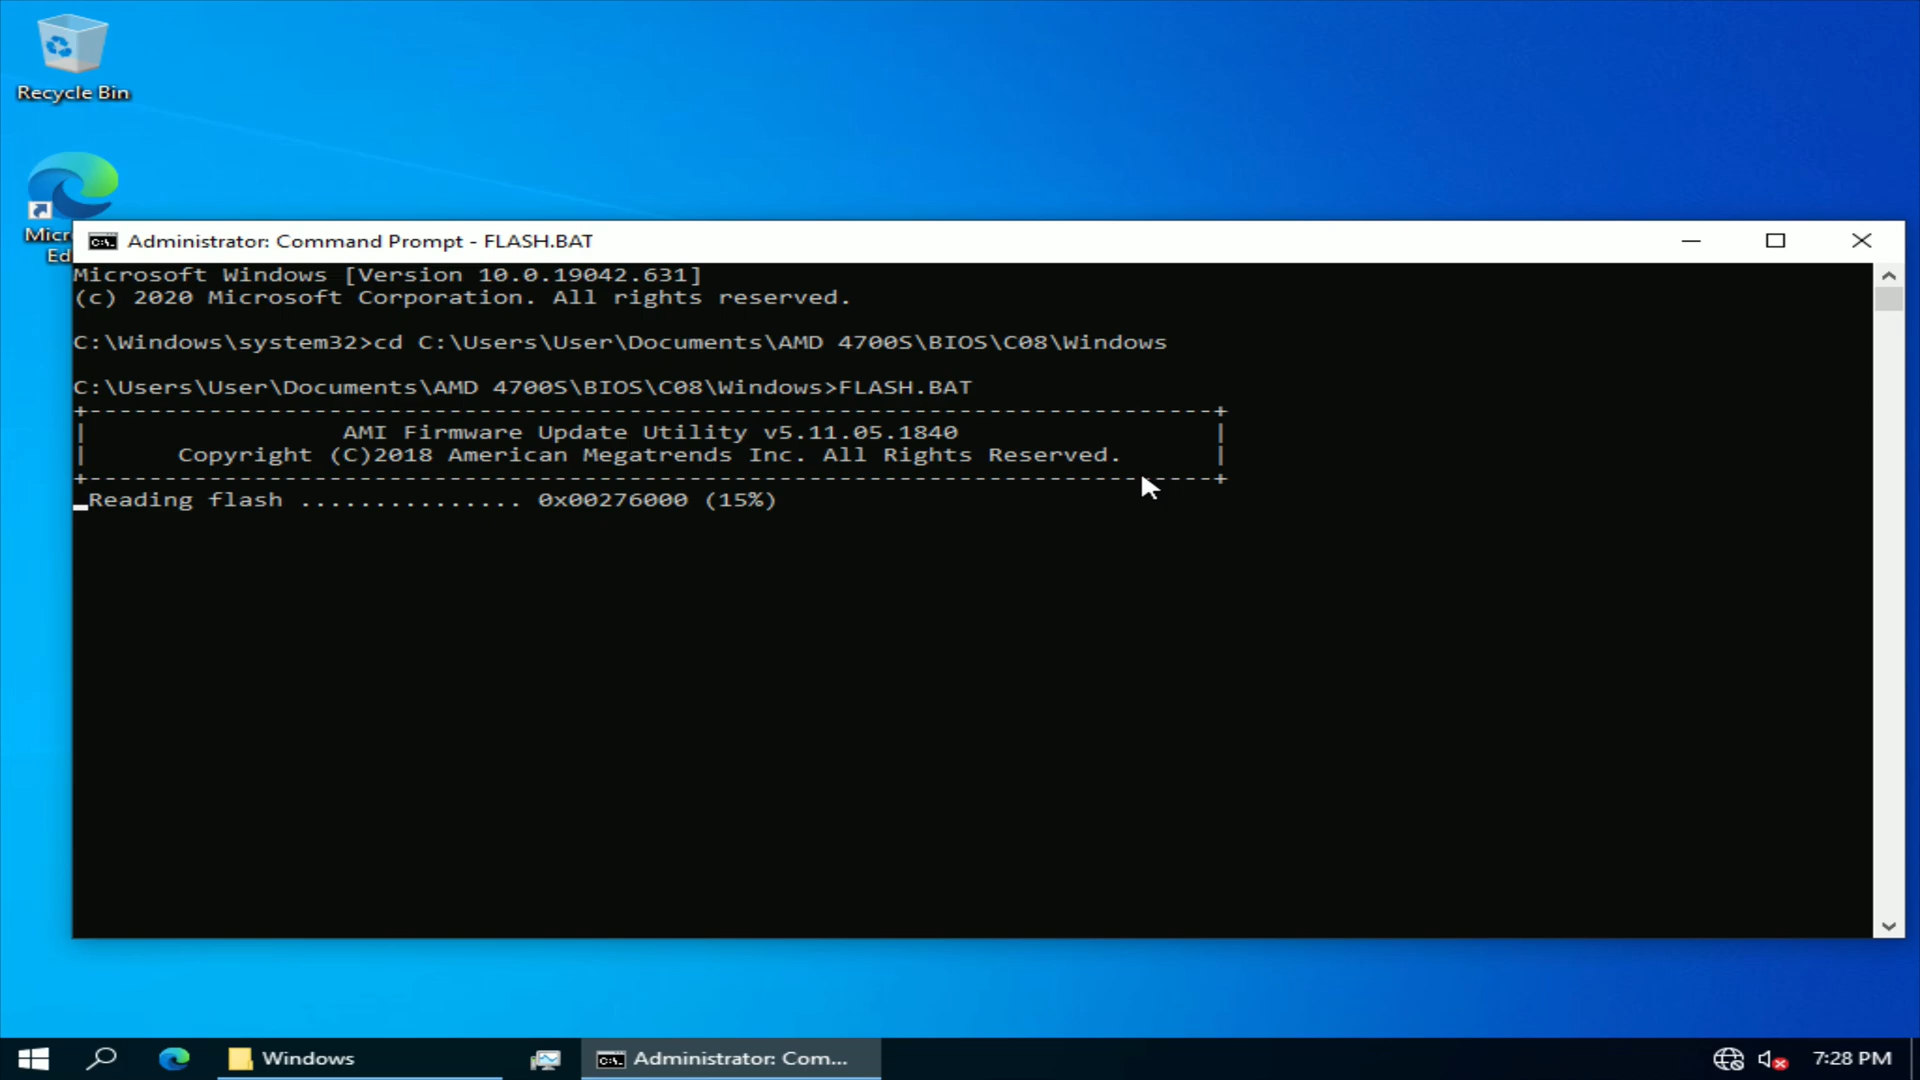 Recycle Bin
Micr
Ed
Administrator: Command Prompt - FLASH.BAT
Microsoft Windows [Version 10.0.19042.631]
(c) 2020 Microsoft Corporation. All rights reserved.
C:\Windows\system32>cd C:\Users\User\Documents\AMD 4700S\BIOS\C08\Windows
C:\Users\User\Documents\AMD 4700S\BIOS\C08\Windows>FLASH.BAT
+---------------------------------------------------------------------------+
|                 AMI Firmware Update Utility v5.11.05.1840                 |
|      Copyright (C)2018 American Megatrends Inc. All Rights Reserved.      |
+---------------------------------------------------------------------------+
Reading flash ............... 0x00276000 (15%)
Windows
Administrator: Com...
7:28 PM